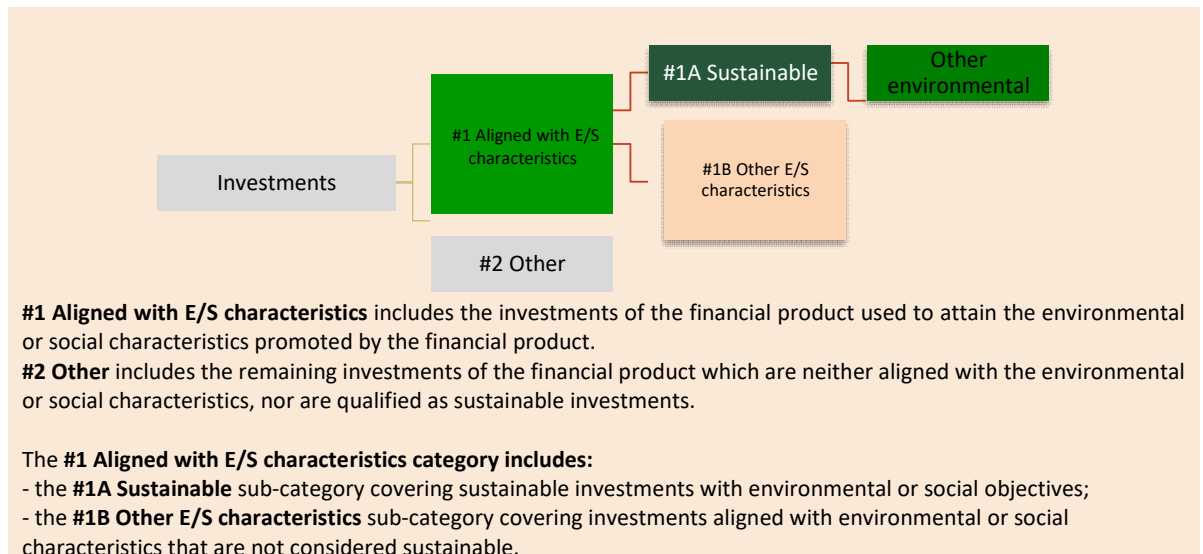 #1A Sustainable
Other
environmental
#1 Aligned with E/S
characteristics
#1B Other E/S
characteristics
Investments
#2 Other
#1 Aligned with E/S characteristics includes the investments of the financial product used to attain the environmental
or social characteristics promoted by the financial product.
#2 Other includes the remaining investments of the financial product which are neither aligned with the environmental
or social characteristics, nor are qualified as sustainable investments.
The #1 Aligned with E/S characteristics category includes:
- the #1A Sustainable sub-category covering sustainable investments with environmental or social objectives;
- the #1B Other E/S characteristics sub-category covering investments aligned with environmental or social
characteristics that are not considered sustainable.